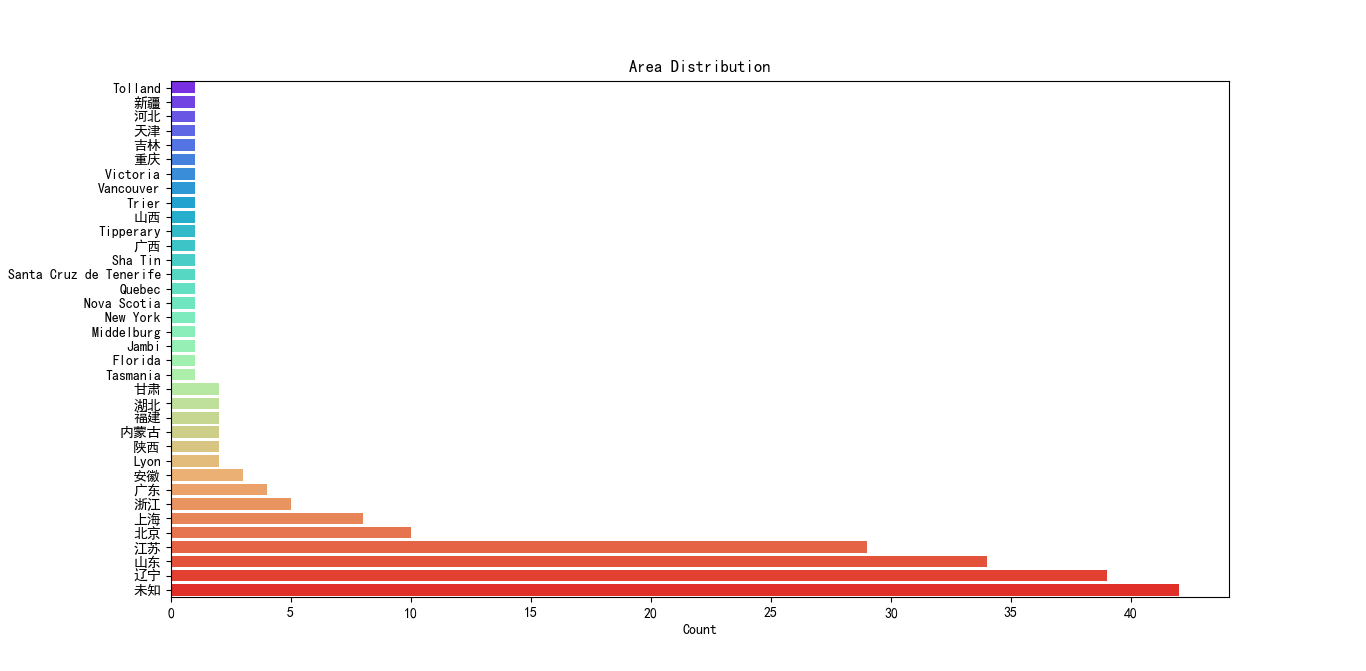 Area Distribution
Tolland
新疆
河北
天津
吉林
重庆
Victoria
Vancouver
Trier
山西
Tipperary
广西
Sha Tin
Santa Cruz de Tenerife
Quebec
Nova Scotia
New York
Middelburg
Jambi
Florida
Tasmania
甘肃
湖北
福建
内蒙古
陕西
Lyon
安徽
广东
浙江
上海
北京
江苏
山东
辽宁
未知
0 5 10 15 20 25 30 35 40
Count